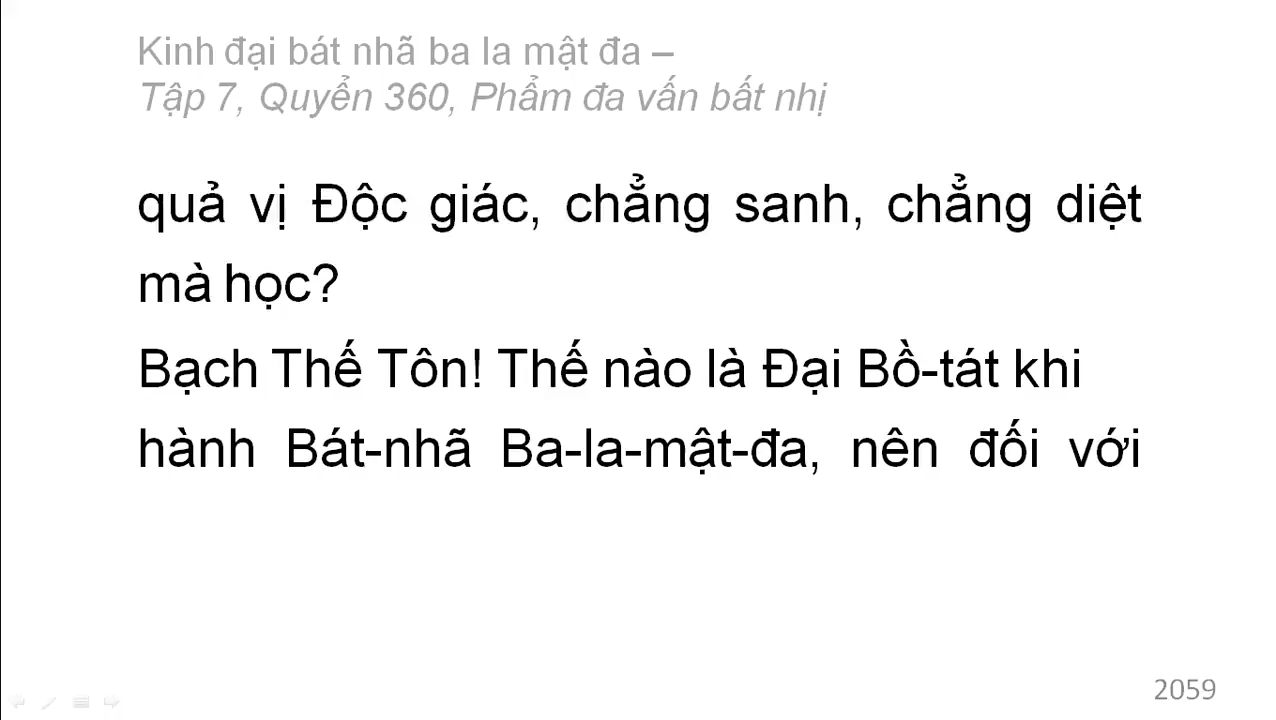 Kinh đại bát nhã ba la mật đa –
Tập 7, Quyển 360, Phẩm đa vấn bất nhị
quả vị Độc giác, chẳng sanh, chẳng diệt
mà học?
Bạch Thế Tôn! Thế nào là Đại Bồ-tát khi
hành Bát-nhã Ba-la-mật-đa, nên đối với
2059